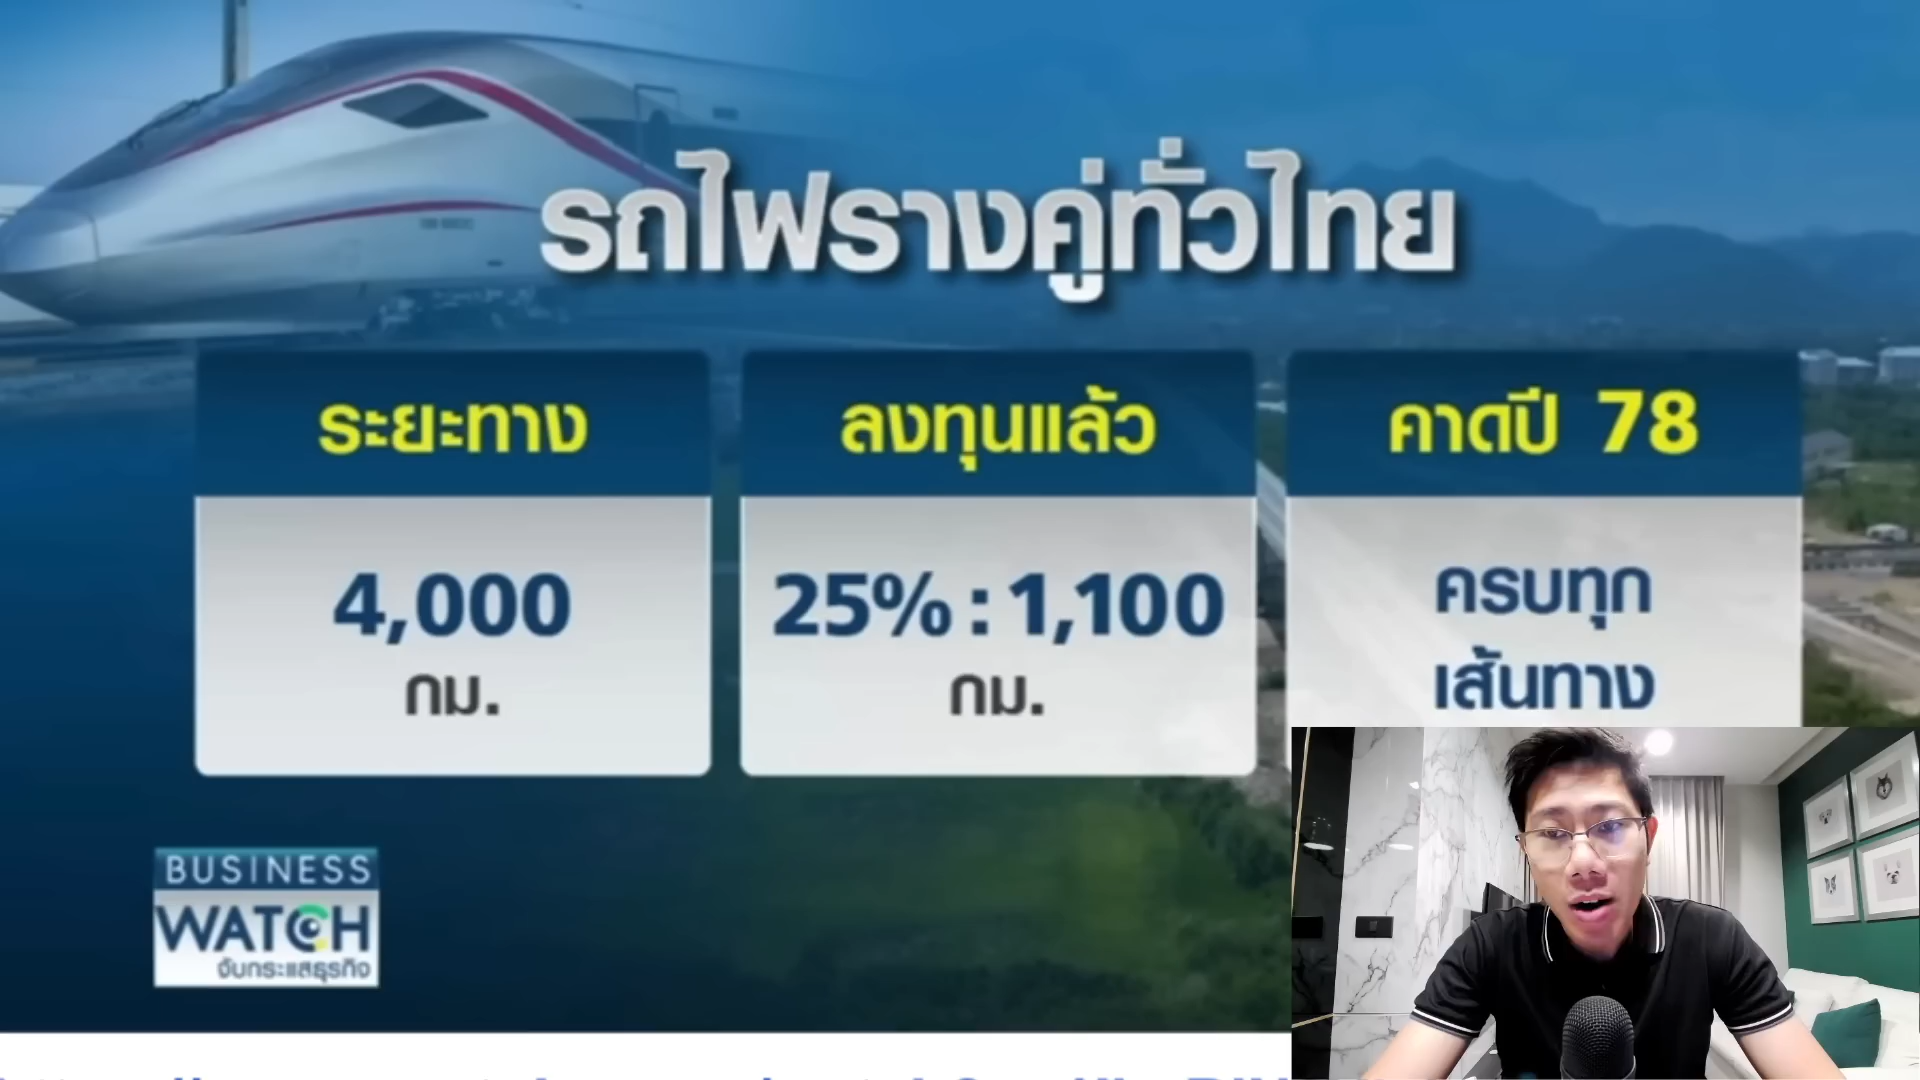 รถไฟรางคู่ทั่วไทย
ระยะทาง
4,000
กม.
ลงทุนแล้ว
25% : 1,100
กม.
คาดปี 78
ครบทุก
เส้นทาง
BUSINESS
WATCH
จับกระแสธุรกิจ